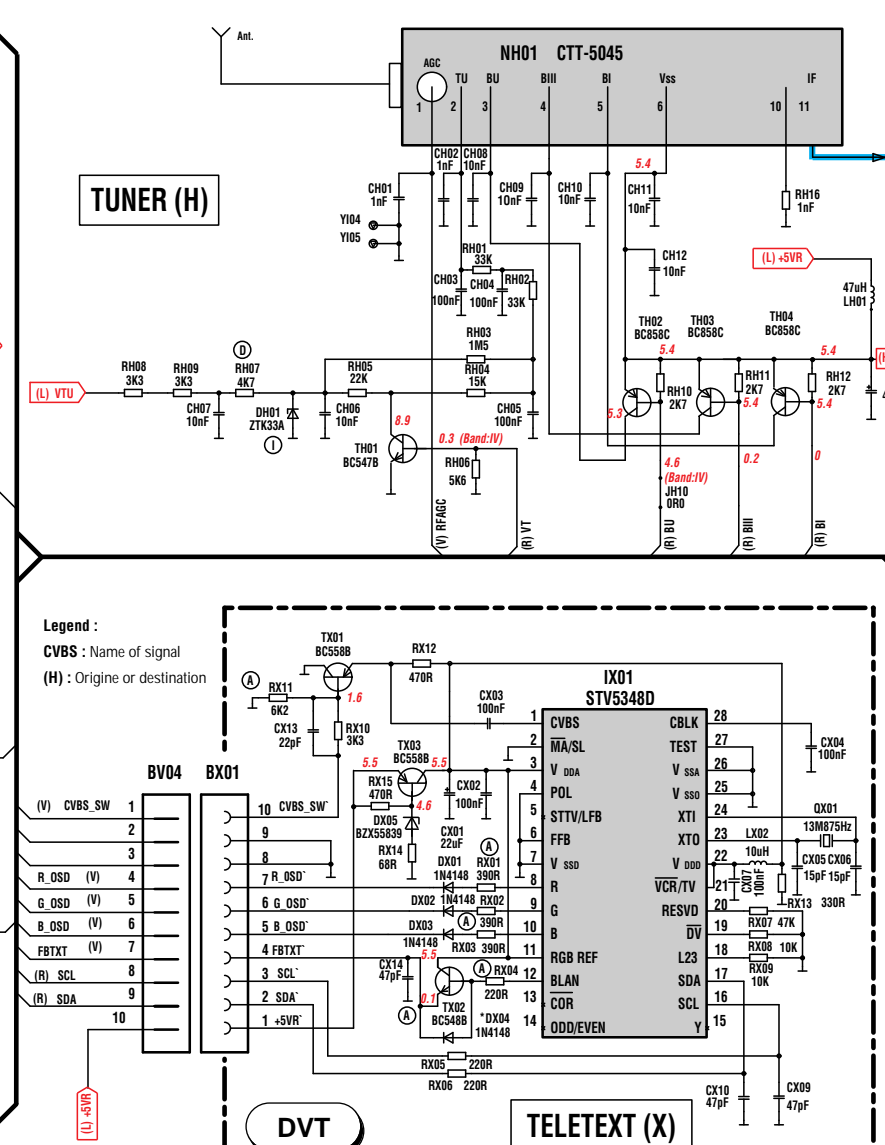 Ant.
NH01 CTT-5045
AGC
TU BU BIII BI Vss IF
1 2 3 4 5 6 10 11
TUNER (H)
CH02 1nF
CH08 10nF
CH01 1nF
CH09 10nF
CH10 10nF
5.4
CH11 10nF
RH16 1nF
YI04
YI05
(L) +5VR
RH01 33K
CH12 10nF
CH03 100nF
CH04 100nF
RH02 33K
47uH LH01
TH02 BC858C
TH03 BC858C
TH04 BC858C
RH03 1M5
5.4
5.4
D
RH08 3K3
RH09 3K3
RH07 4K7
RH05 22K
RH04 15K
RH10 2K7
RH11 2K7
RH12 2K7
(L) VTU
5.4
5.4
CH07 10nF
DH01 ZTK33A
I
CH06 10nF
8.9
CH05 100nF
5.3
TH01 BC547B
0.3 (Band:IV)
RH06 5K6
4.6 (Band:IV)
0.2
0
JH10 0R0
(V) RFAGC
(R) VT
(R) BU
(R) BIII
(R) BI
Legend :
CVBS : Name of signal
(H) : Origine or destination
TX01 BC558B
RX12 470R
IX01
STV5348D
A
RX11 6K2
1.6
CX03 100nF
CX13 22pF
RX10 3K3
CX04 100nF
TX03 BC558B
5.5
5.5
RX15 470R
CX02 100nF
4.6
DX05 BZX55839
CX01 22uF
RX14 68R
QX01
13M875Hz
LX02
10uH
CX05 15pF
CX06 15pF
CX07 100nF
RX13 330R
1 CVBS
2 MA/SL
3 V DDA
4 POL
5 STTV/LFB
6 FFB
7 V SSD
8 R
9 G
10 B
11 RGB REF
12 BLAN
13 COR
14 ODD/EVEN
CBLK 28
TEST 27
V SSA 26
V SSO 25
XTI 24
XTO 23
V DDD 22
VCR/TV 21
RESVD 20
DV 19
L23 18
SDA 17
SCL 16
Y 15
BV04
BX01
(V) CVBS_SW 1
2
3
R_OSD (V) 4
G_OSD (V) 5
B_OSD (V) 6
FBTXT (V) 7
(R) SCL 8
(R) SDA 9
10
(L) +5VR
10 CVBS_SW`
9
8
7 R_OSD`
6 G_OSD`
5 B_OSD`
4 FBTXT`
3 SCL`
2 SDA`
1 +5VR`
A
DX01 1N4148
RX01 390R
DX02 1N4148
RX02 390R
A
DX03 1N4148
RX03 390R
RX07 47K
RX08 10K
RX09 10K
CX14 47pF
5.5
A
RX04 220R
0.1
A
TX02 BC548B
*DX04 1N4148
RX05 220R
RX06 220R
CX10 47pF
CX09 47pF
DVT
TELETEXT (X)